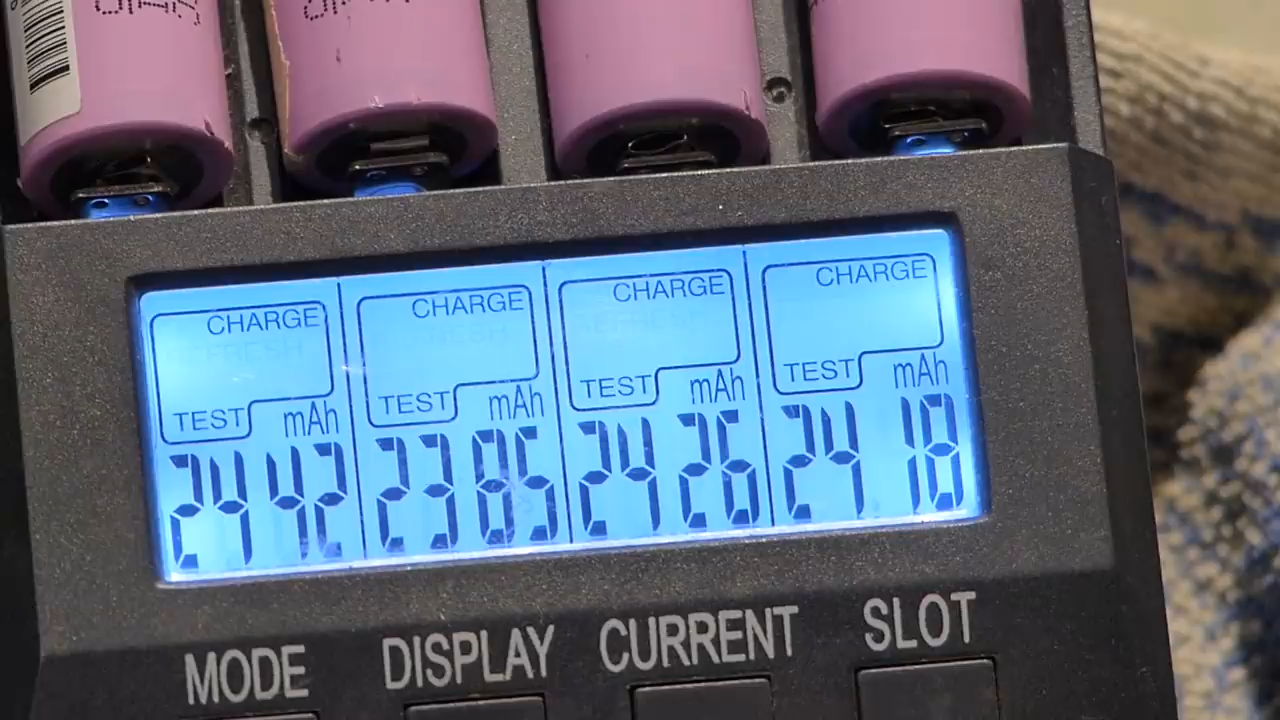 CHARGE CHARGE CHARGE CHARGE
TEST mAh TEST mAh TEST mAh TEST mAh
2442 2385 2426 2418
MODE DISPLAY CURRENT SLOT